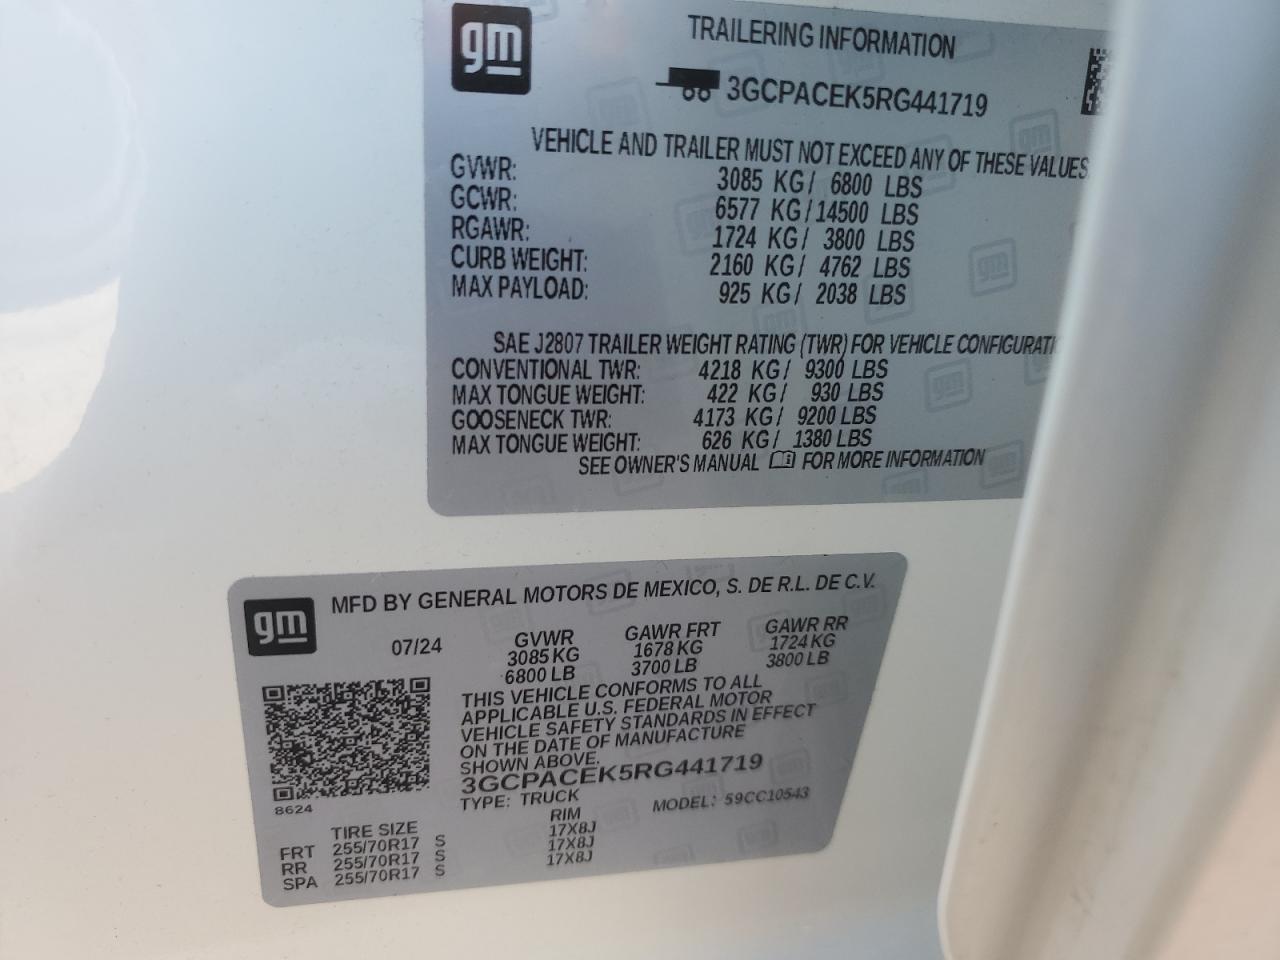 gm
TRAILERING INFORMATION
3GCPACEK5RG441719
VEHICLE AND TRAILER MUST NOT EXCEED ANY OF THESE VALUES
GVWR: 3085 KG/ 6800 LBS
GCWR: 6577 KG/14500 LBS
RGAWR: 1724 KG/ 3800 LBS
CURB WEIGHT: 2160 KG/ 4762 LBS
MAX PAYLOAD: 925 KG/ 2038 LBS
SAE J2807 TRAILER WEIGHT RATING (TWR) FOR VEHICLE CONFIGURATI
CONVENTIONAL TWR: 4218 KG/ 9300 LBS
MAX TONGUE WEIGHT: 422 KG/ 930 LBS
GOOSENECK TWR: 4173 KG/ 9200 LBS
MAX TONGUE WEIGHT: 626 KG/ 1380 LBS
SEE OWNER'S MANUAL FOR MORE INFORMATION
gm
MFD BY GENERAL MOTORS DE MEXICO, S. DE R.L. DE C.V.
07/24
GVWR GAWR FRT GAWR RR
3085 KG 1678 KG 1724 KG
6800 LB 3700 LB 3800 LB
THIS VEHICLE CONFORMS TO ALL
APPLICABLE U.S. FEDERAL MOTOR
VEHICLE SAFETY STANDARDS IN EFFECT
ON THE DATE OF MANUFACTURE
SHOWN ABOVE.
3GCPACEK5RG441719
8624
TYPE: TRUCK MODEL: 59CC10543
TIRE SIZE RIM
FRT 255/70R17 S 17X8J
RR 255/70R17 S 17X8J
SPA 255/70R17 S 17X8J